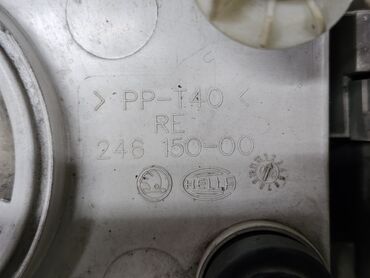 > PP-T40 <
RE
246 150-00
HELLA